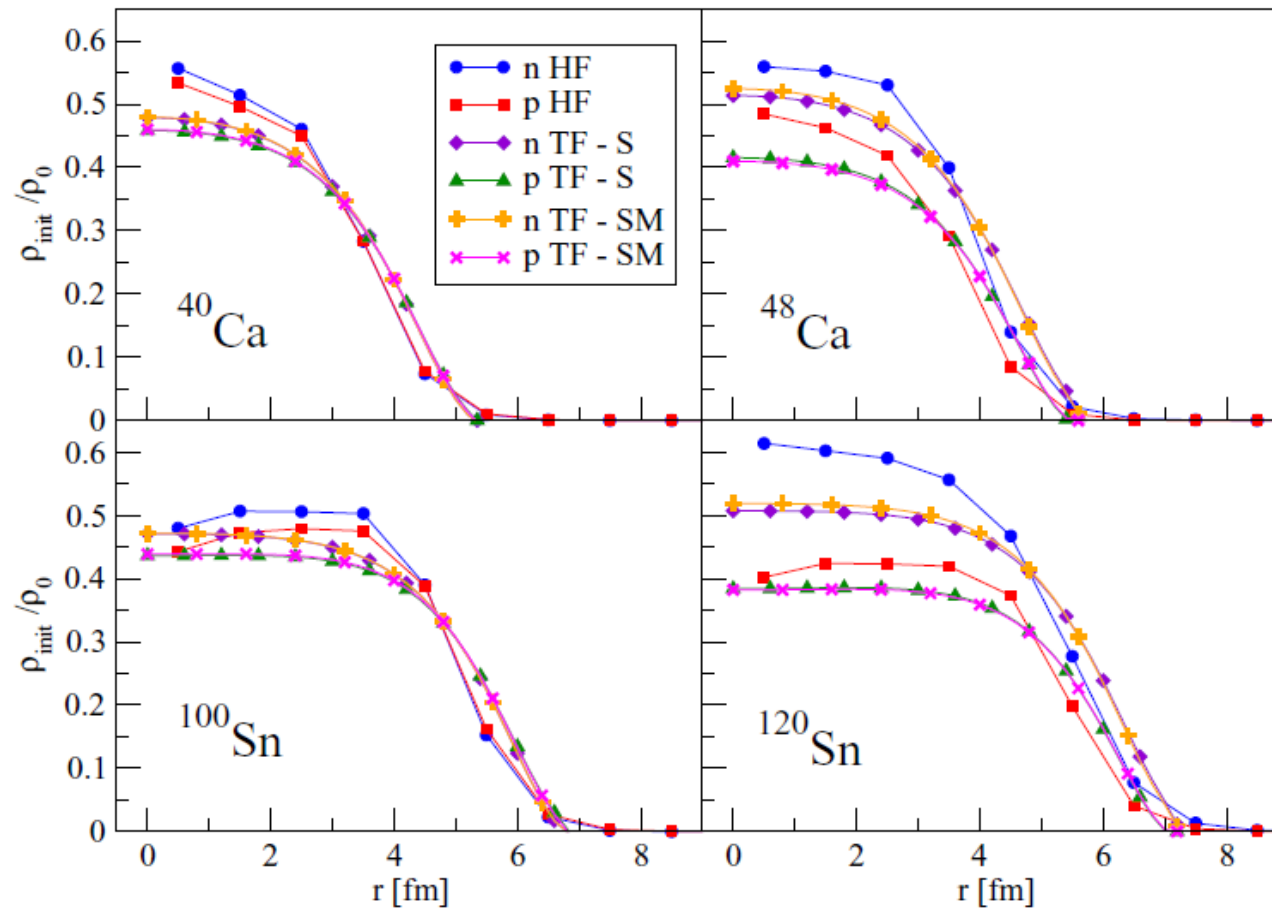 0.6
0.5
0.4
0.3
0.2
0.1
0
ρinit /ρ0
40Ca
n HF
p HF
n TF - S
p TF - S
n TF - SM
p TF - SM
48Ca
0.6
0.5
0.4
0.3
0.2
0.1
0
ρinit /ρ0
100Sn
120Sn
0 2 4 6 8
0 2 4 6 8
r [fm]
r [fm]